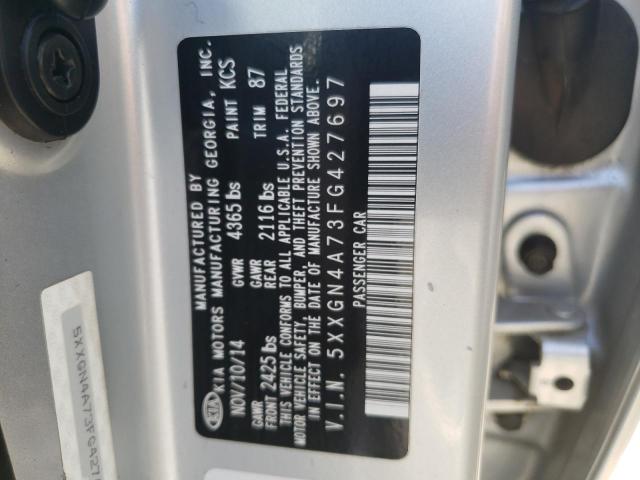 MANUFACTURED BY
KIA KIA MOTORS MANUFACTURING GEORGIA, INC.
NOV/10/14 GVWR 4365 lbs PAINT KCS
GAWR FRONT 2425 lbs GAWR REAR 2116 lbs TRIM 87
THIS VEHICLE CONFORMS TO ALL APPLICABLE U.S.A. FEDERAL
MOTOR VEHICLE SAFETY, BUMPER, AND THEFT PREVENTION STANDARDS
IN EFFECT ON THE DATE OF MANUFACTURE SHOWN ABOVE.
V.I.N. 5XXGN4A73FG427697
PASSENGER CAR
5XXGN4A73FG427